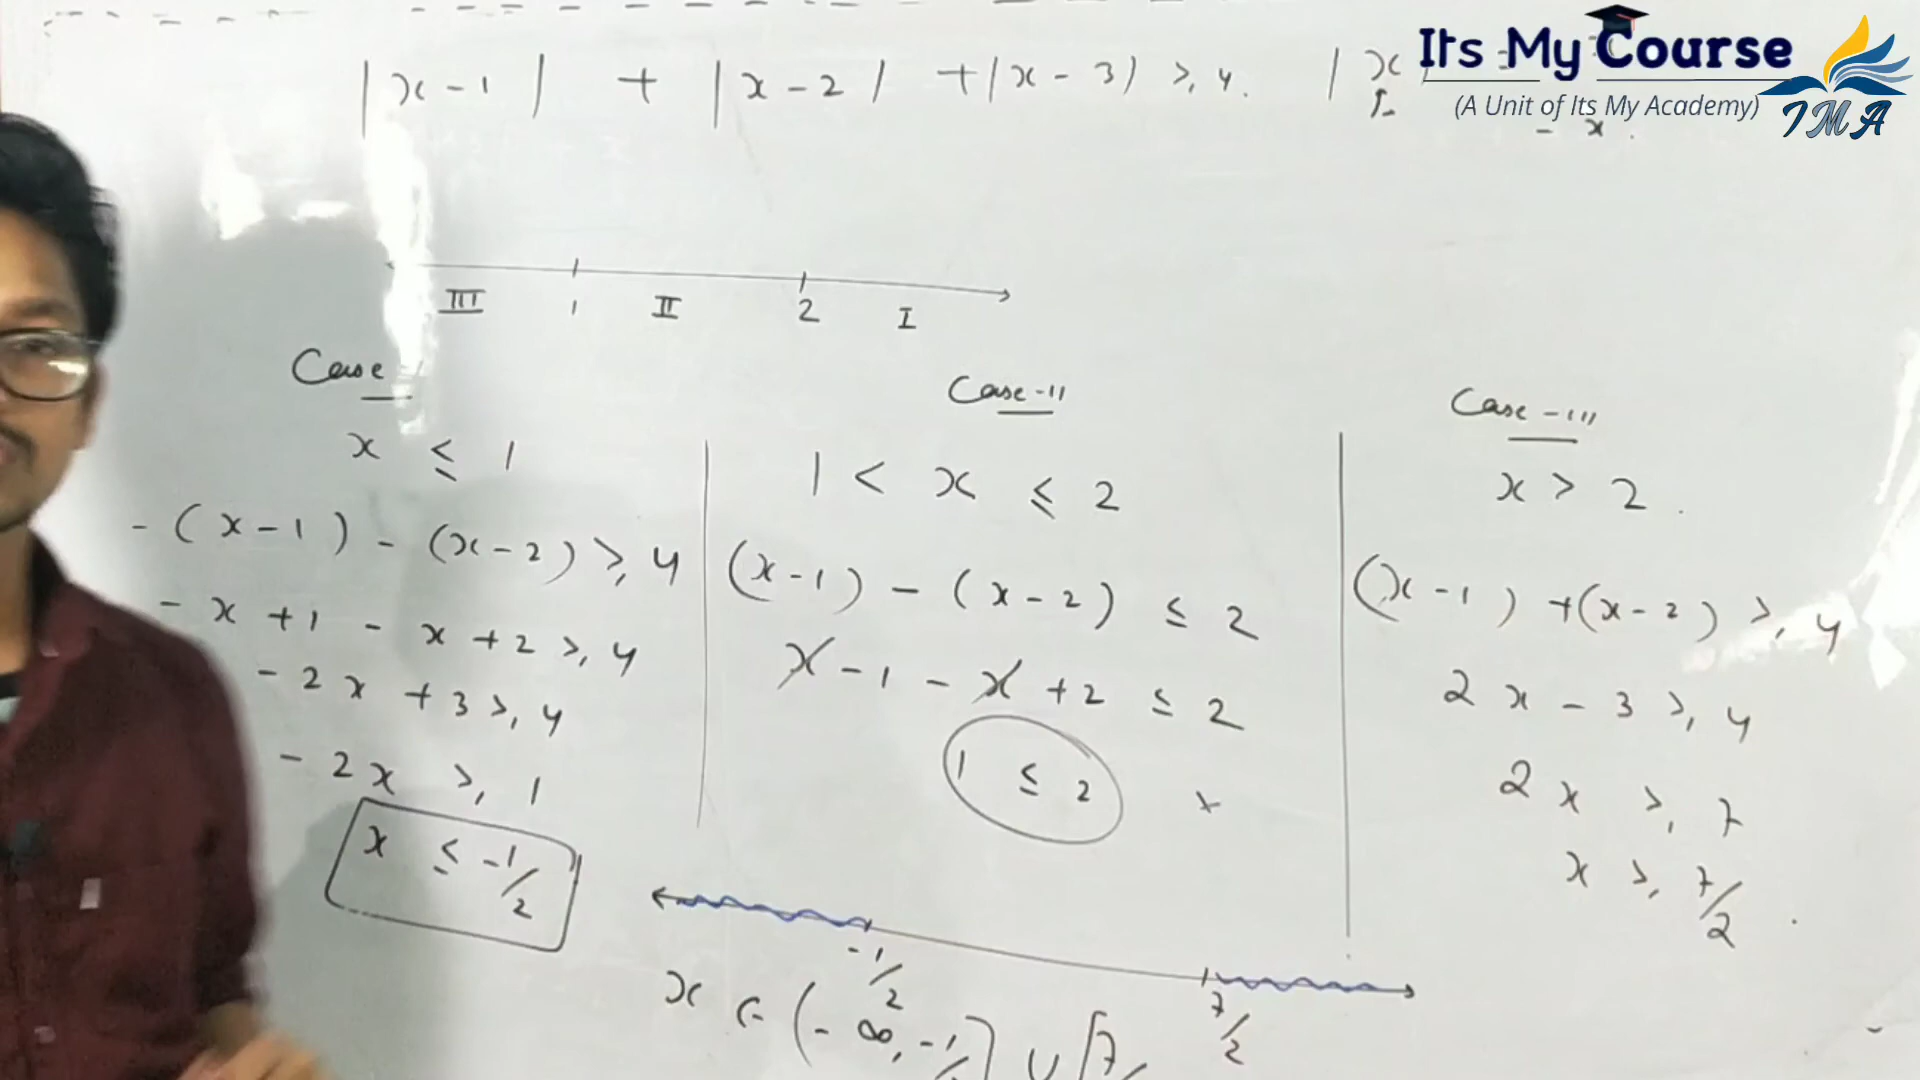 Its My Course
(A Unit of Its My Academy)
IMA
|x - 1| + |x - 2| + |x - 3| ≥ 4. | x
- x.
III 1 II 2 I
Case
x ≤ 1
-(x-1) - (x-2) ≥ 4
-x + 1 - x + 2 ≥ 4
-2x + 3 ≥ 4
-2x ≥ 1
x ≤ -1/2
Case-II
1 < x ≤ 2
(x-1) - (x-2) ≤ 2
x - 1 - x + 2 ≤ 2
1 ≤ 2 ×
Case-III
x > 2.
(x-1) + (x-2) ≥ 4
2x - 3 ≥ 4
2x ≥ 7
x ≥ 7/2.
-1/2 7/2
x ∈ (-∞, -1/2] ∪ [7/